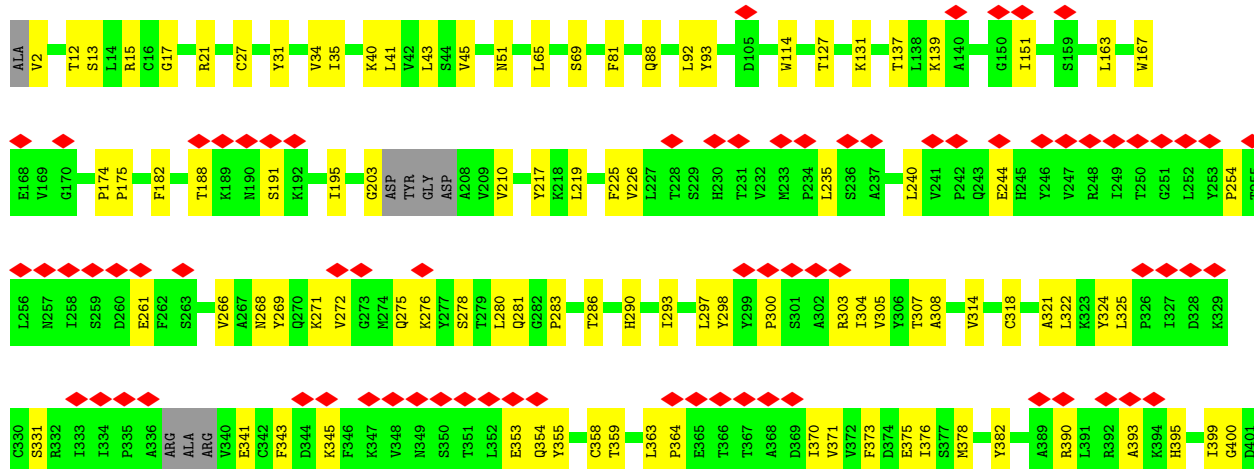 ALA V2 T12 S13 L14 R15 C16 G17 R21 C27 Y31 V34 I35 K40 L41 V42 L43 S44 V45 N51 L65 S69 F81 Q88 L92 Y93 D105 W114 T127 K131 T137 L138 K139 A140 G150 I151 S159 L163 W167
E168 V169 G170 P174 P175 F182 T188 K189 N190 S191 K192 I195 G203 ASP TYR GLY ASP A208 V209 V210 Y217 K218 L219 F225 V226 L227 T228 S229 H230 T231 V232 M233 P234 L235 S236 A237 L240 V241 P242 Q243 E244 H245 Y246 V247 R248 I249 T250 G251 L252 Y253 P254 T255
L256 N257 I258 S259 D260 E261 F262 S263 V266 A267 N268 Y269 Q270 K271 V272 G273 M274 Q275 K276 Y277 S278 T279 L280 Q281 G282 P283 T286 H290 I293 L297 Y298 Y299 P300 S301 A302 R303 I304 V305 Y306 T307 A308 V314 C318 A321 L322 K323 Y324 L325 P326 I327 D328 K329
C330 S331 R332 I333 I334 P335 A336 ARG ALA ARG V340 E341 C342 F343 D344 K345 F346 K347 V348 N349 S350 T351 L352 E353 Q354 Y355 C358 T359 L363 P364 E365 T366 T367 A368 D369 I370 V371 V372 F373 D374 E375 I376 S377 M378 Y382 A389 R390 L391 R392 A393 K394 H395 I399 G400 D401